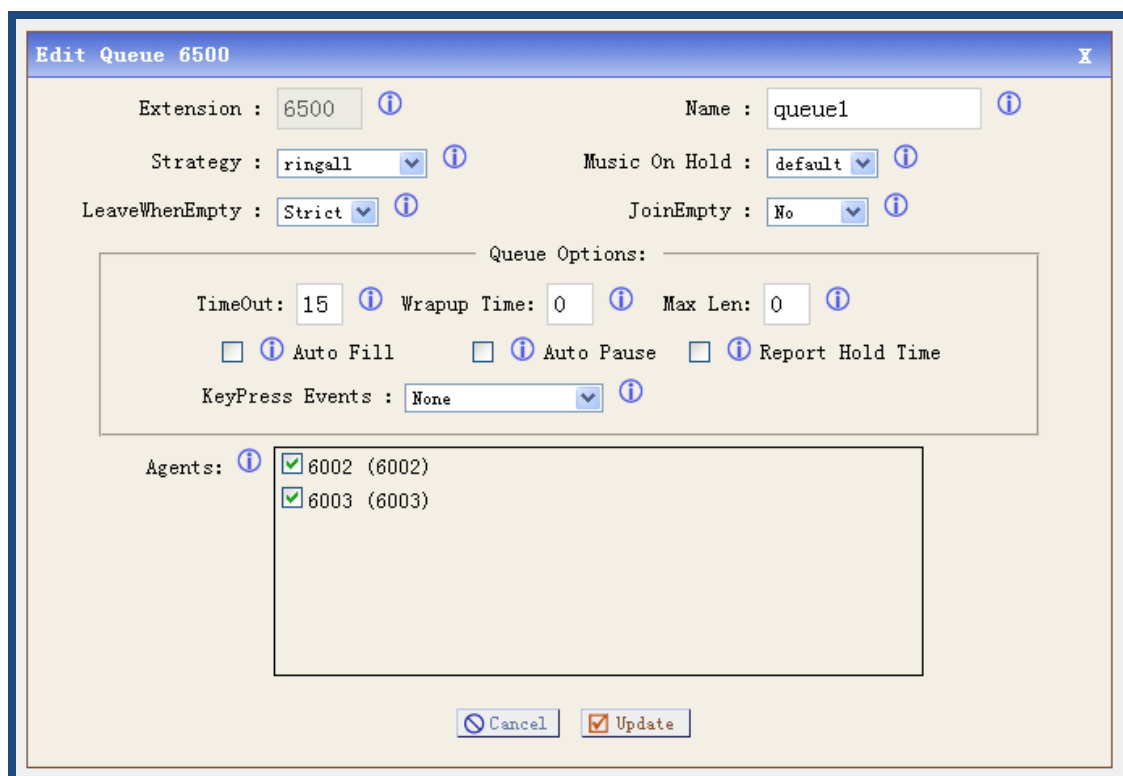 Edit Queue 6500 X
Extension : 6500 Name : queue1
Strategy : ringall Music On Hold : default
LeaveWhenEmpty : Strict JoinEmpty : No
Queue Options:
TimeOut: 15 Wrapup Time: 0 Max Len: 0
Auto Fill Auto Pause Report Hold Time
KeyPress Events : None
Agents: 6002 (6002)
6003 (6003)
Cancel Update